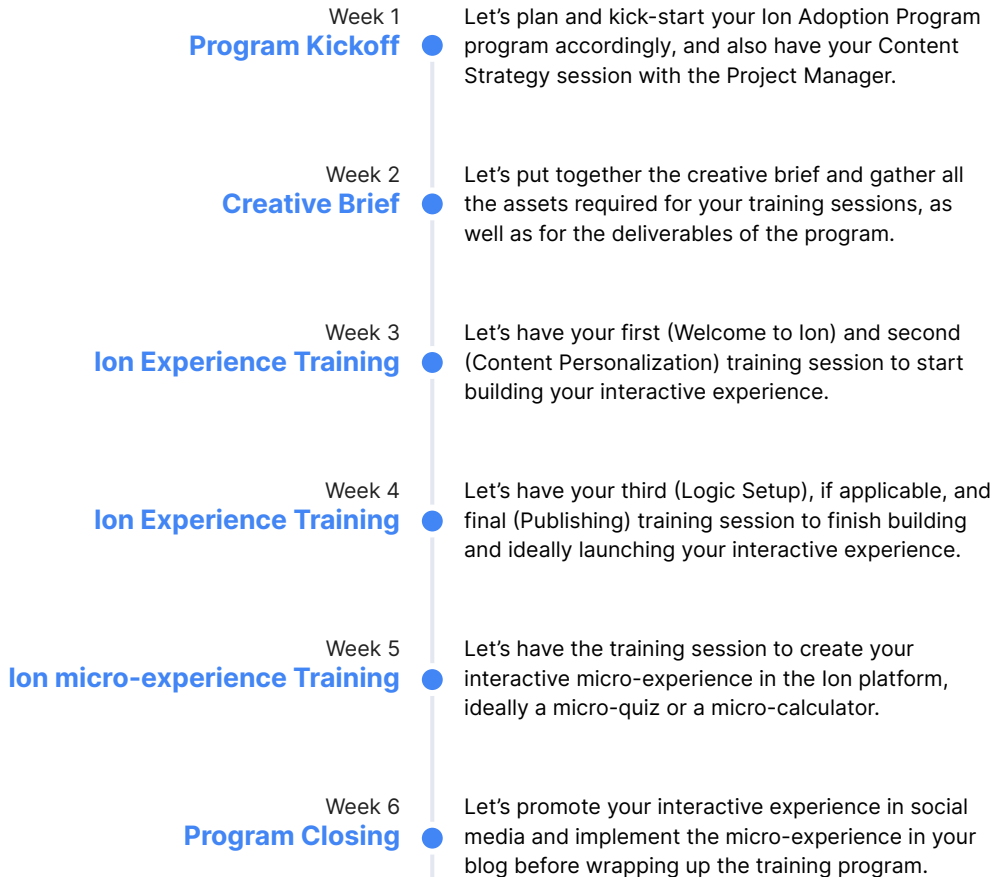 Week 1
Program Kickoff
Let's plan and kick-start your Ion Adoption Program
program accordingly, and also have your Content
Strategy session with the Project Manager.
Week 2
Creative Brief
Let's put together the creative brief and gather all
the assets required for your training sessions, as
well as for the deliverables of the program.
Week 3
Ion Experience Training
Let's have your first (Welcome to Ion) and second
(Content Personalization) training session to start
building your interactive experience.
Week 4
Ion Experience Training
Let's have your third (Logic Setup), if applicable, and
final (Publishing) training session to finish building
and ideally launching your interactive experience.
Week 5
Ion micro-experience Training
Let's have the training session to create your
interactive micro-experience in the Ion platform,
ideally a micro-quiz or a micro-calculator.
Week 6
Program Closing
Let's promote your interactive experience in social
media and implement the micro-experience in your
blog before wrapping up the training program.